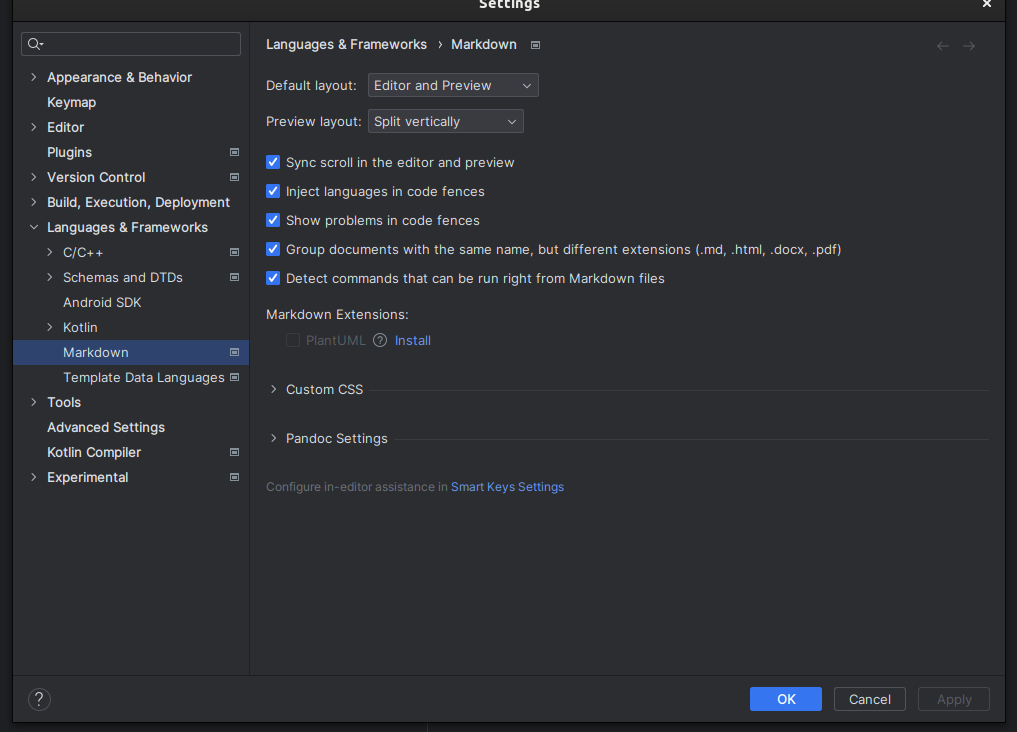 Settings
Languages & Frameworks › Markdown
Appearance & Behavior
Keymap
Editor
Plugins
Version Control
Build, Execution, Deployment
Languages & Frameworks
C/C++
Schemas and DTDs
Android SDK
Kotlin
Markdown
Template Data Languages
Tools
Advanced Settings
Kotlin Compiler
Experimental
Default layout: Editor and Preview
Preview layout: Split vertically
Sync scroll in the editor and preview
Inject languages in code fences
Show problems in code fences
Group documents with the same name, but different extensions (.md, .html, .docx, .pdf)
Detect commands that can be run right from Markdown files
Markdown Extensions:
PlantUML ? Install
Custom CSS
Pandoc Settings
Configure in-editor assistance in Smart Keys Settings
?
OK
Cancel
Apply